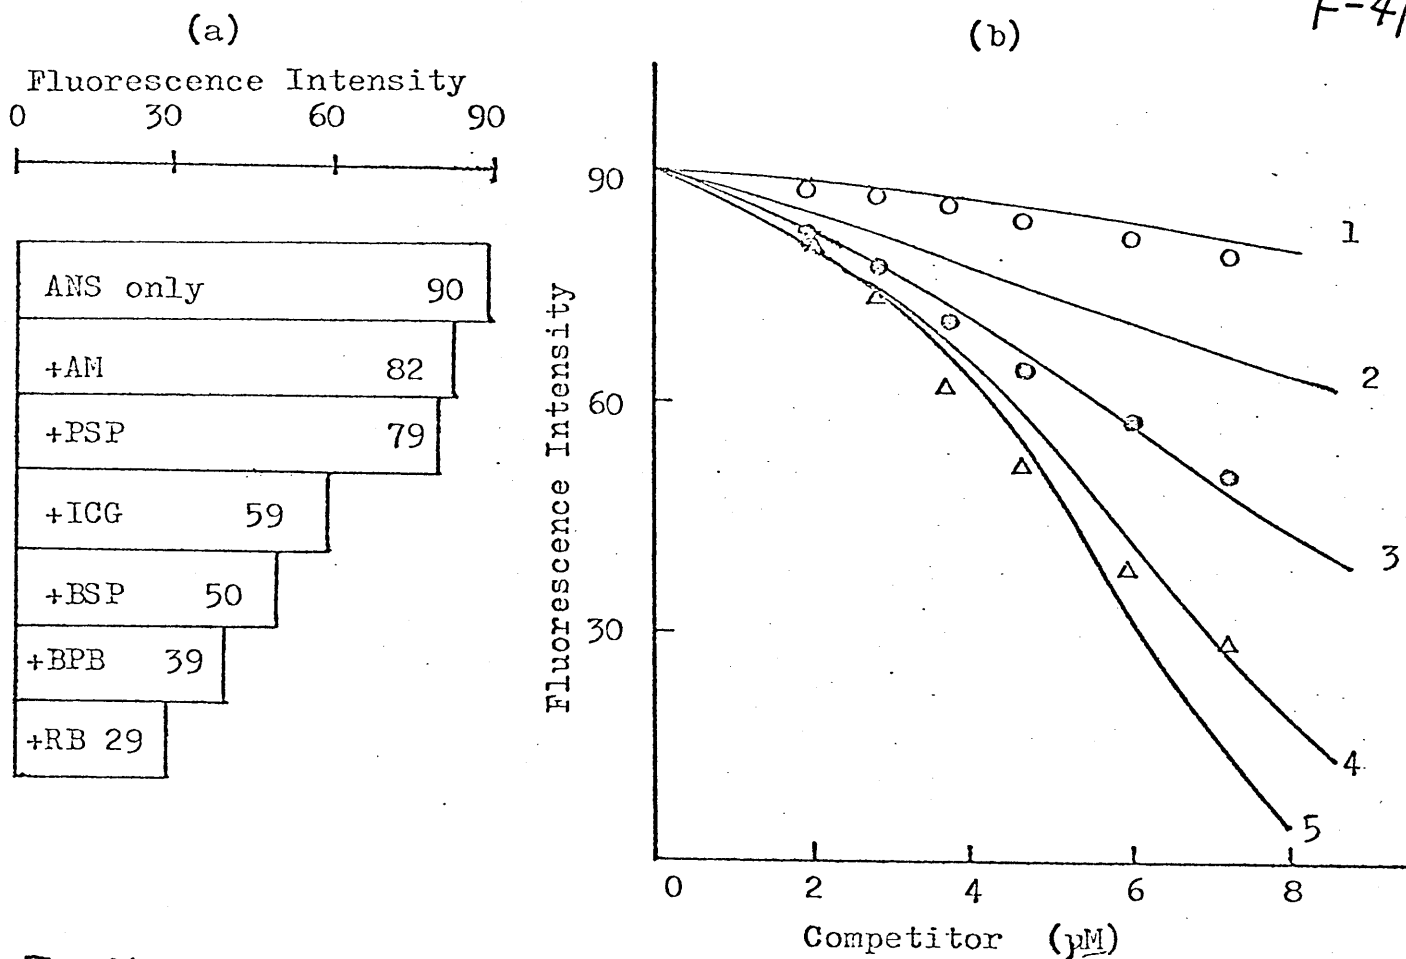 F-4
(a)
Fluorescence Intensity
0 30 60 90
ANS only 90
+AM 82
+PSP 79
+ICG 59
+BSP 50
+BPB 39
+RB 29
(b)
Fluorescence Intensity
90
60
30
0 2 4 6 8
Competitor (µM)
1
2
3
4
5